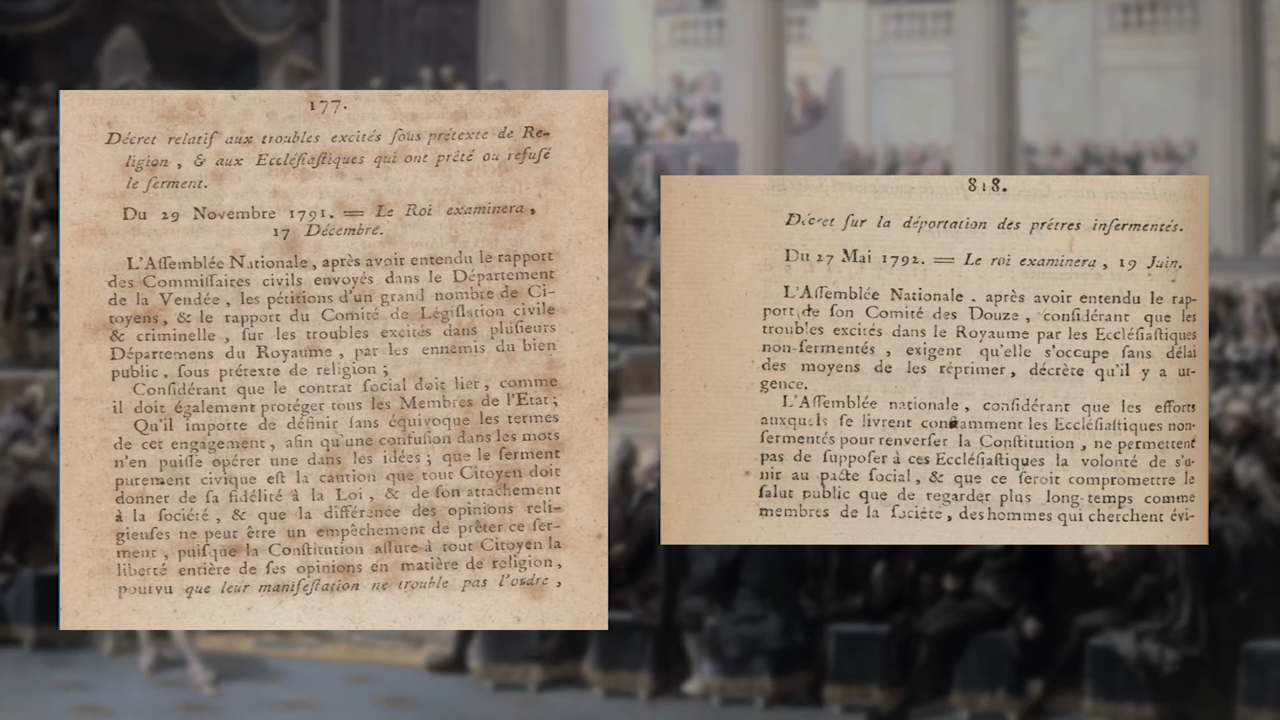 177.
Décret relatif aux troubles excités ſous prétexte de Re-
ligion, & aux Eccléſiaſtiques qui ont prêté ou refuſé
le ſerment.
Du 29 Novembre 1791. = Le Roi examinera,
17 Décembre.
L'Aſſemblée Nationale, après avoir entendu le rapport
des Commiſſaires civils envoyés dans le Département
de la Vendée, les pétitions d'un grand nombre de Ci-
toyens, & le rapport du Comité de Légiſlation civile
& criminelle, ſur les troubles excités dans pluſieurs
Départemens du Royaume, par les ennemis du bien
public, ſous prétexte de religion;
Conſidérant que le contrat ſocial doit lier, comme
il doit également protéger tous les Membres de l'Etat;
Qu'il importe de définir ſans équivoque les termes
de cet engagement, afin qu'une confuſion dans les mots
n'en puiſſe opérer une dans les idées; que le ſerment
purement civique eſt la caution que tout Citoyen doit
donner de ſa fidélité à la Loi, & de ſon attachement
à la ſociété, & que la différence des opinions reli-
gieuſes ne peut être un empêchement de prêter ce ſer-
ment, puiſque la Conſtitution aſſure à tout Citoyen la
liberté entière de ſes opinions en matière de religion,
pourvu que leur manifeſtation ne trouble pas l'ordre,
818.
Décret ſur la déportation des prêtres inſermentés.
Du 27 Mai 1792. = Le roi examinera, 19 Juin.
L'Aſſemblée Nationale, après avoir entendu le rap-
port de ſon Comité des Douze, conſidérant que les
troubles excités dans le Royaume par les Eccléſiaſtiques
non-ſermentés, exigent qu'elle s'occupe ſans délai
des moyens de les réprimer, décrète qu'il y a ur-
gence.
L'Aſſemblée nationale, conſidérant que les efforts
auxquels ſe livrent conſtamment les Eccléſiaſtiques non-
ſermentés pour renverſer la Conſtitution, ne permettent
pas de ſuppoſer à ces Eccléſiaſtiques la volonté de s'u-
nir au pacte ſocial, & que ce ſeroit compromettre le
ſalut public que de regarder plus long-temps comme
membres de la ſociété, des hommes qui cherchent évi-